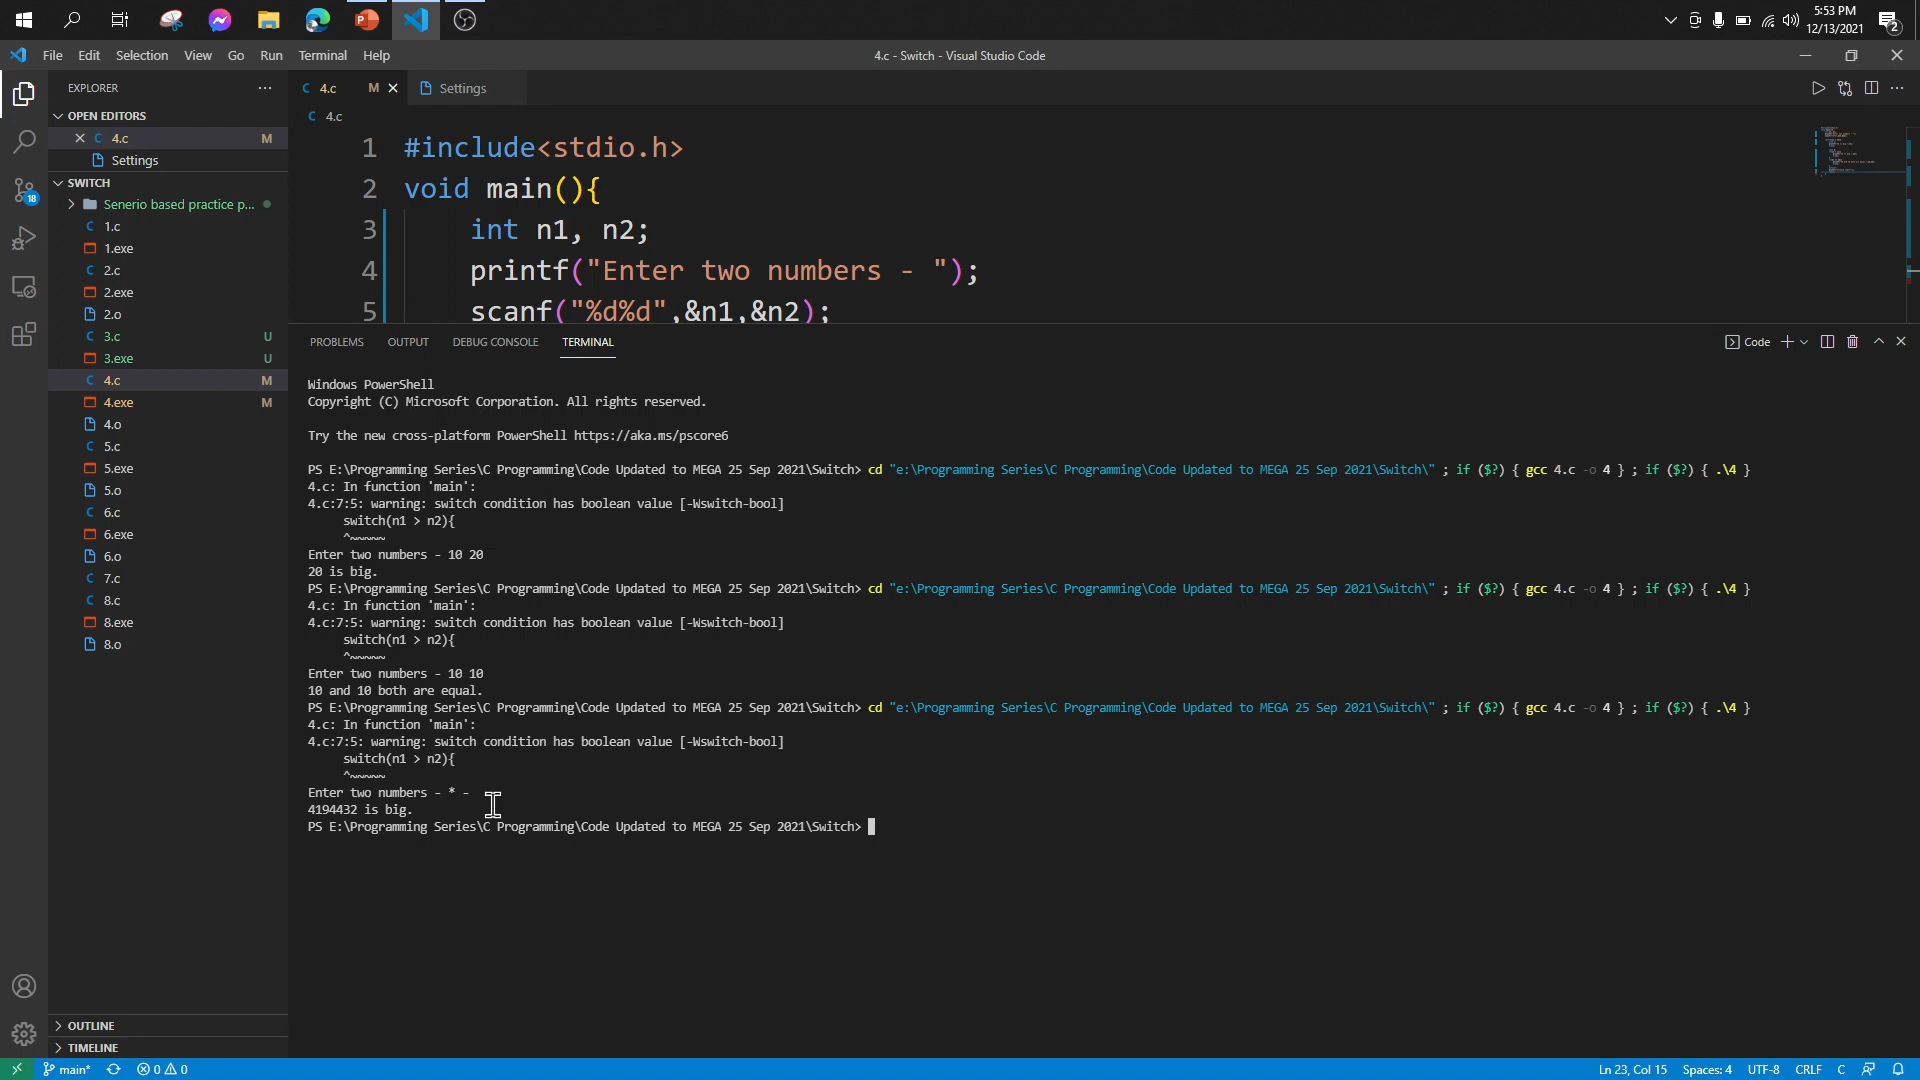 5:53 PM
12/13/2021
2
File Edit Selection View Go Run Terminal Help
4.c - Switch - Visual Studio Code
EXPLORER
OPEN EDITORS
4.c M
Settings
SWITCH
Senerio based practice p...
1.c
1.exe
2.c
2.exe
2.o
3.c U
3.exe U
4.c M
4.exe M
4.o
5.c
5.exe
5.o
6.c
6.exe
6.o
7.c
8.c
8.exe
8.o
OUTLINE
TIMELINE
18
4.c M
Settings
4.c
1 #include<stdio.h>
2 void main(){
3 int n1, n2;
4 printf("Enter two numbers - ");
5 scanf("%d%d",&n1,&n2);
PROBLEMS OUTPUT DEBUG CONSOLE TERMINAL
Code
Windows PowerShell
Copyright (C) Microsoft Corporation. All rights reserved.
Try the new cross-platform PowerShell https://aka.ms/pscore6
PS E:\Programming Series\C Programming\Code Updated to MEGA 25 Sep 2021\Switch> cd "e:\Programming Series\C Programming\Code Updated to MEGA 25 Sep 2021\Switch\" ; if ($?) { gcc 4.c -o 4 } ; if ($?) { .\4 }
4.c: In function 'main':
4.c:7:5: warning: switch condition has boolean value [-Wswitch-bool]
switch(n1 > n2){
^~~~~~
Enter two numbers - 10 20
20 is big.
PS E:\Programming Series\C Programming\Code Updated to MEGA 25 Sep 2021\Switch> cd "e:\Programming Series\C Programming\Code Updated to MEGA 25 Sep 2021\Switch\" ; if ($?) { gcc 4.c -o 4 } ; if ($?) { .\4 }
4.c: In function 'main':
4.c:7:5: warning: switch condition has boolean value [-Wswitch-bool]
switch(n1 > n2){
^~~~~~
Enter two numbers - 10 10
10 and 10 both are equal.
PS E:\Programming Series\C Programming\Code Updated to MEGA 25 Sep 2021\Switch> cd "e:\Programming Series\C Programming\Code Updated to MEGA 25 Sep 2021\Switch\" ; if ($?) { gcc 4.c -o 4 } ; if ($?) { .\4 }
4.c: In function 'main':
4.c:7:5: warning: switch condition has boolean value [-Wswitch-bool]
switch(n1 > n2){
^~~~~~
Enter two numbers - * -
4194432 is big.
PS E:\Programming Series\C Programming\Code Updated to MEGA 25 Sep 2021\Switch>
main* 0 0
Ln 23, Col 15 Spaces: 4 UTF-8 CRLF C